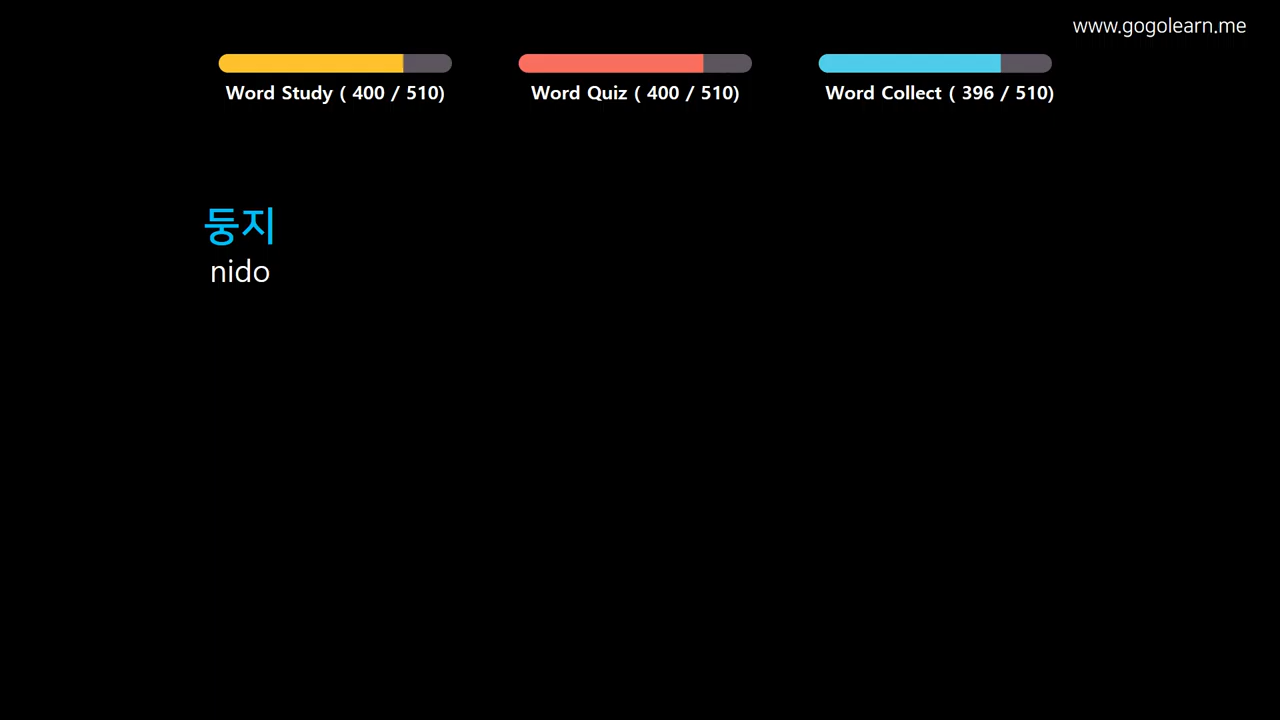 www.gogolearn.me
Word Study ( 400 / 510)
Word Quiz ( 400 / 510)
Word Collect ( 396 / 510)
둥지
nido